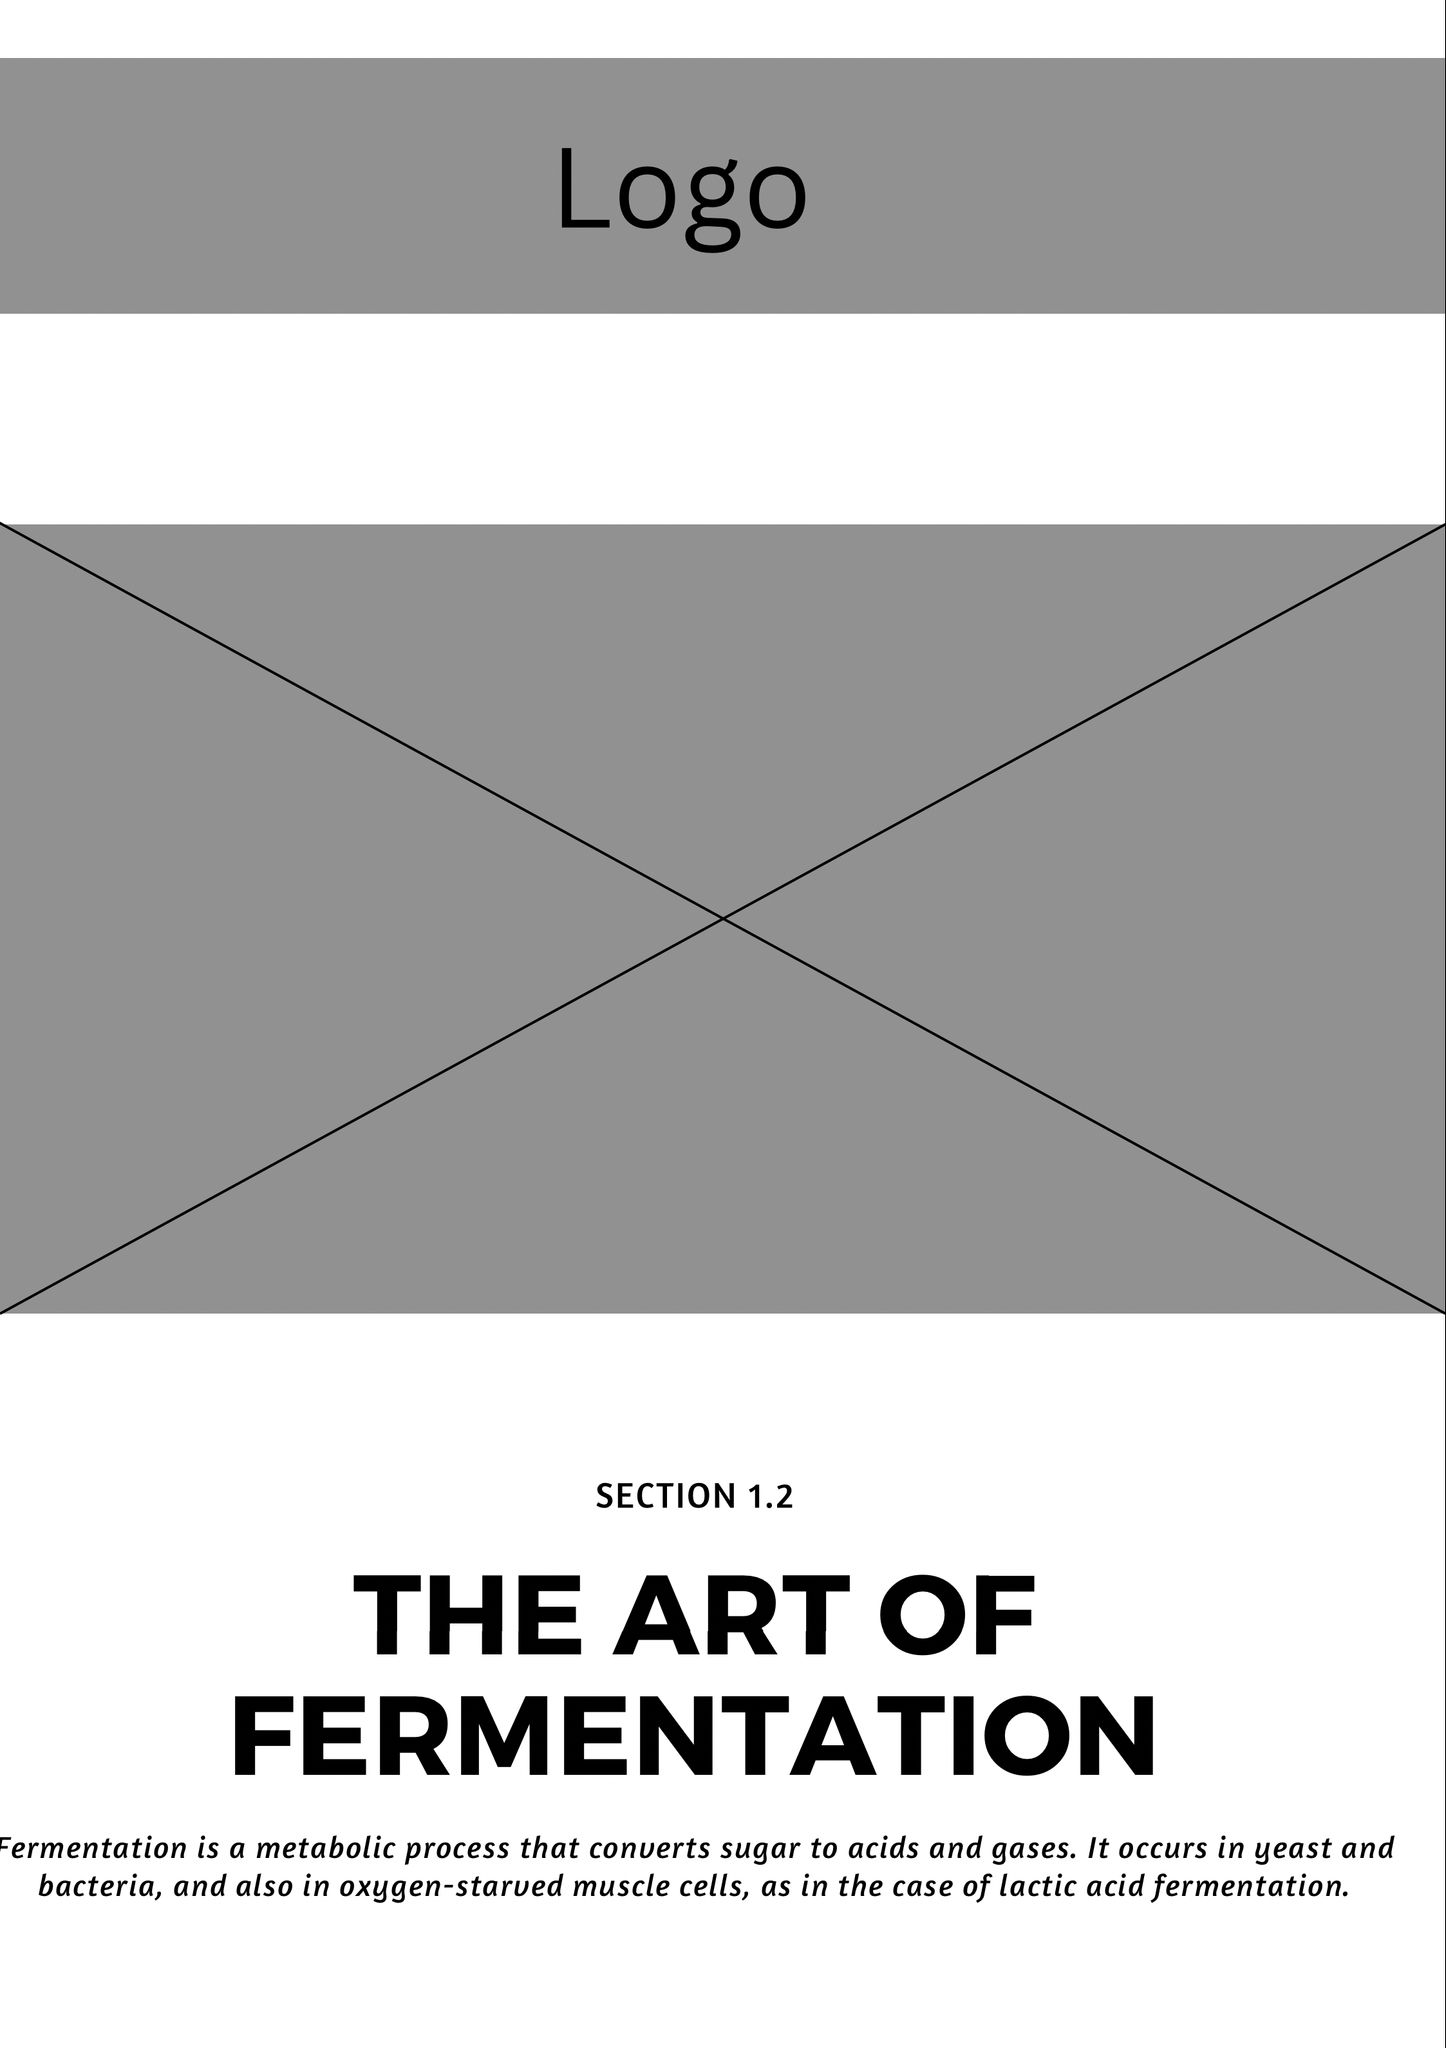 Logo
SECTION 1.2
THE ART OF
FERMENTATION
Fermentation is a metabolic process that converts sugar to acids and gases. It occurs in yeast and
bacteria, and also in oxygen-starved muscle cells, as in the case of lactic acid fermentation.